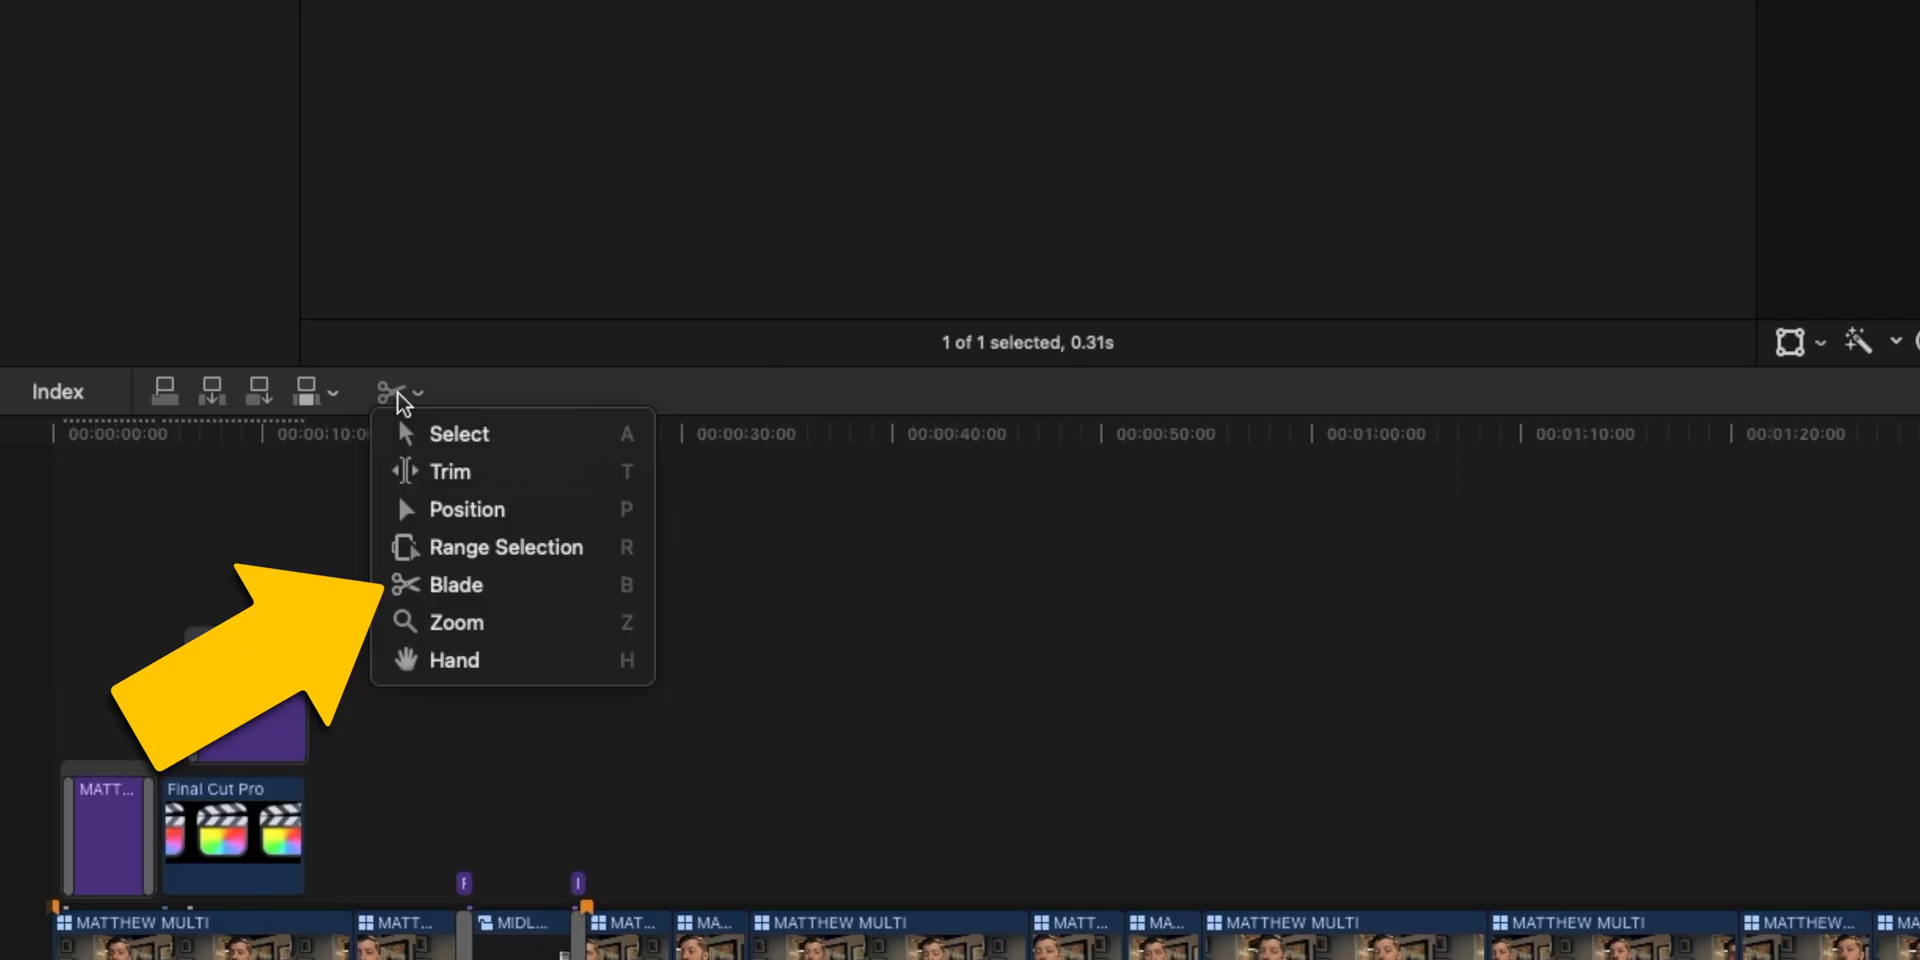 1 of 1 selected, 0.31s
Index
00:00:00:00
00:00:10:0
00:00:30:00
00:00:40:00
00:00:50:00
00:01:00:00
00:01:10:00
00:01:20:00
Select A
Trim T
Position P
Range Selection R
Blade B
Zoom Z
Hand H
MATT...
Final Cut Pro
MATTHEW MULTI
MATT...
MIDL...
MAT...
MA...
MATTHEW MULTI
MATT...
MA...
MATTHEW MULTI
MATTHEW MULTI
MATTHEW...
MA